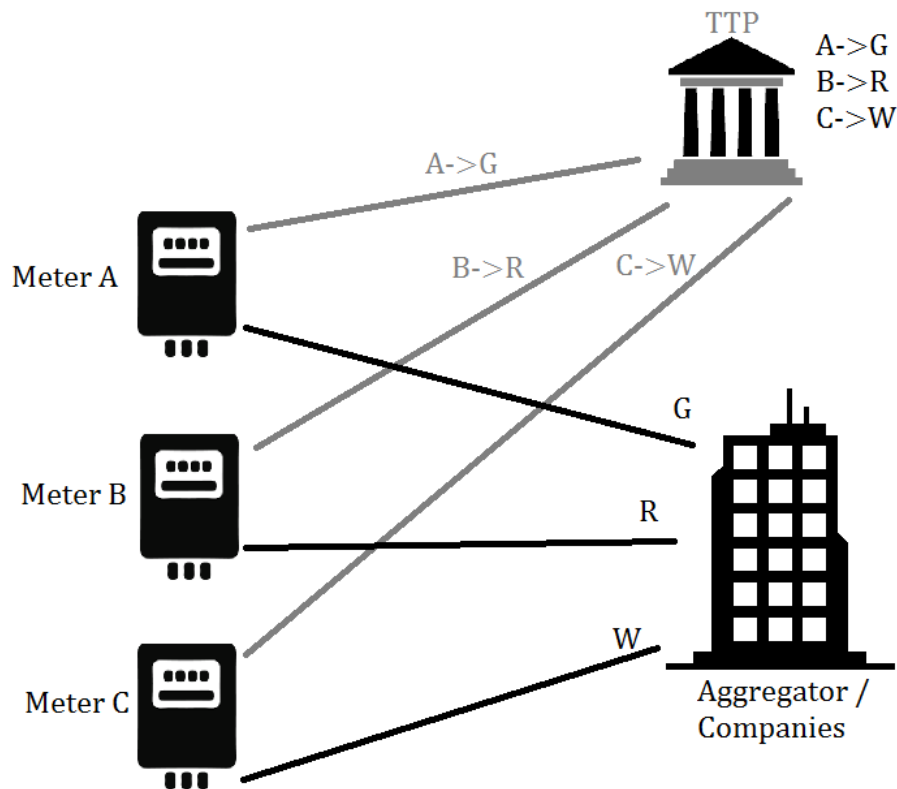 TTP
A->G
B->R
C->W
A->G
B->R
C->W
Meter A
Meter B
Meter C
G
R
W
Aggregator /
Companies